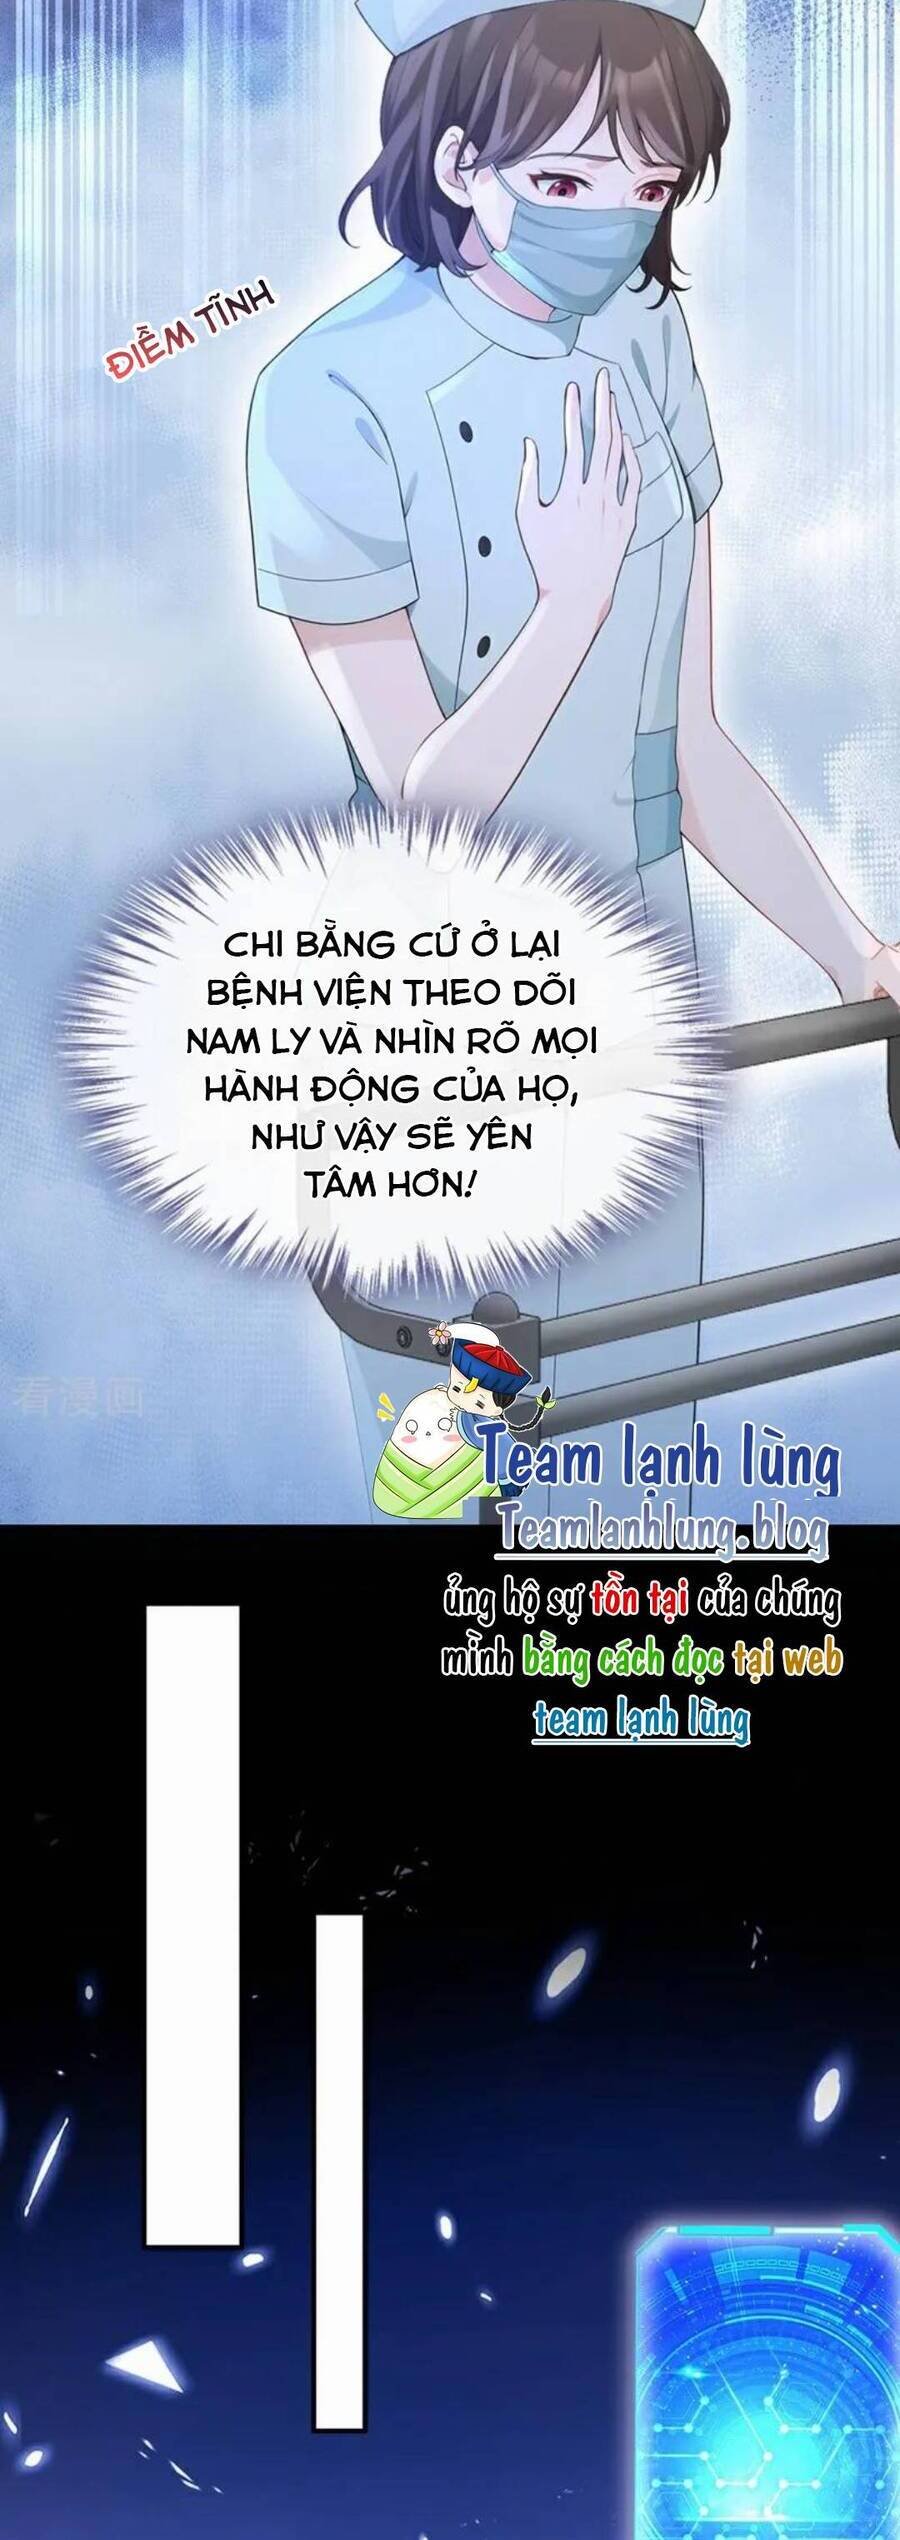 ĐIỀM TĨNH
CHI BẰNG CỨ Ở LẠI
BỆNH VIỆN THEO DÕI
NAM LY VÀ NHÌN RÕ MỌI
HÀNH ĐỘNG CỦA HỌ,
NHƯ VẬY SẼ YÊN
TÂM HƠN!
看漫画
Team lạnh lùng
Teamlanhlung.blog
ủng hộ sự tồn tại của chúng
mình bằng cách đọc tại web
team lạnh lùng